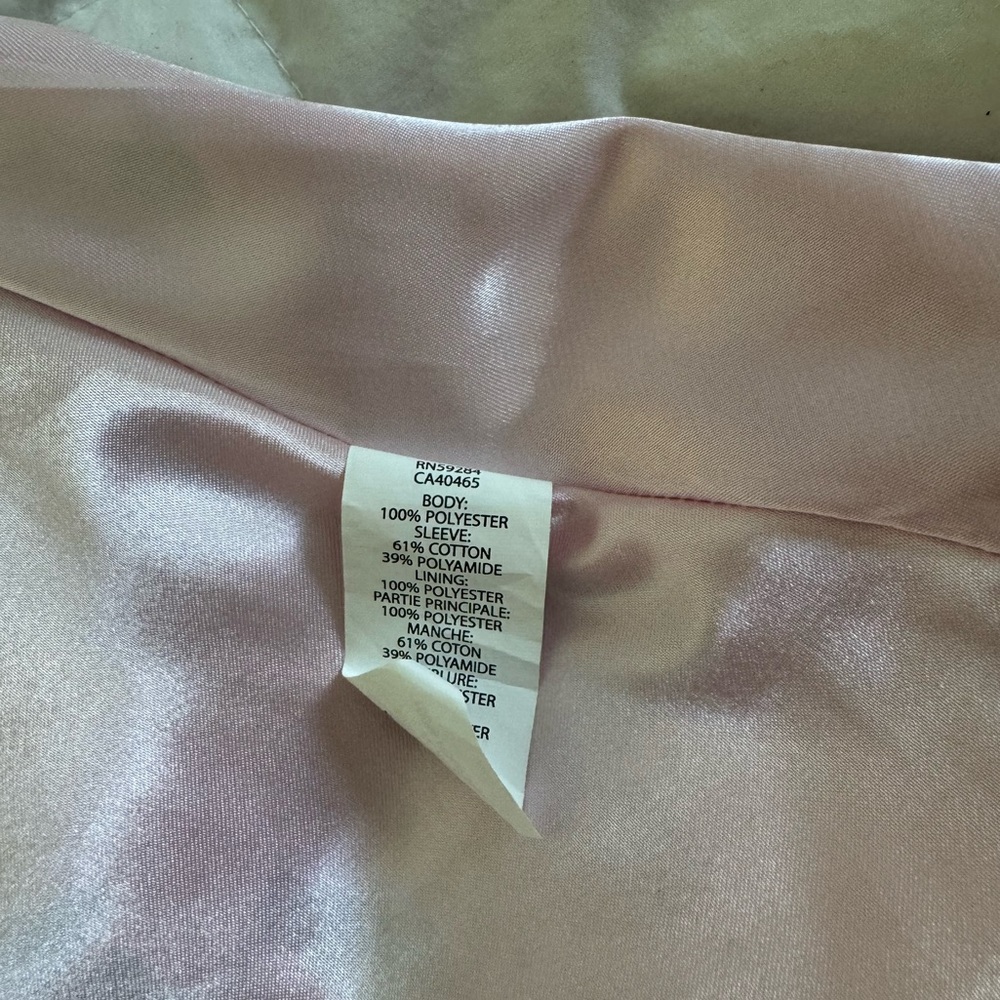 RN59284
CA40465
BODY:
100% POLYESTER
SLEEVE:
61% COTTON
39% POLYAMIDE
LINING:
100% POLYESTER
PARTIE PRINCIPALE:
100% POLYESTER
MANCHE:
61% COTON
39% POLYAMIDE